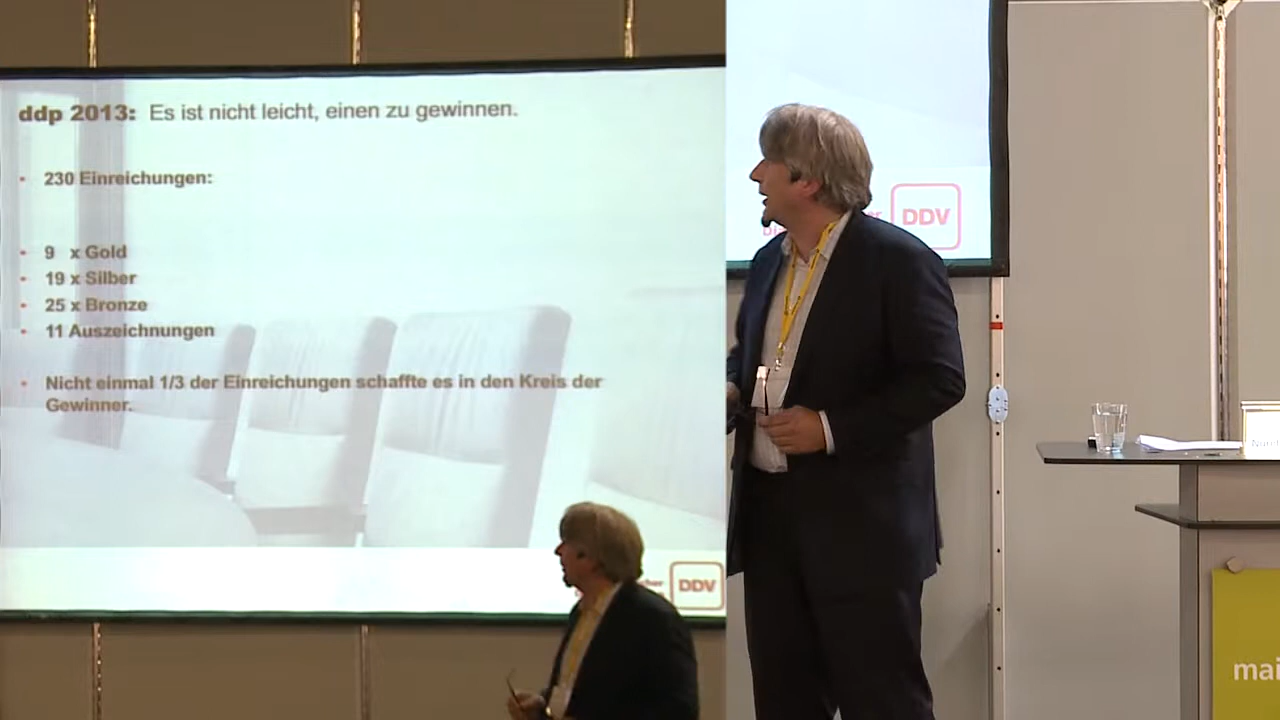 ddp 2013: Es ist nicht leicht, einen zu gewinnen.
230 Einreichungen:
9 x Gold
19 x Silber
25 x Bronze
11 Auszeichnungen
Nicht einmal 1/3 der Einreichungen schaffte es in den Kreis der
Gewinner.
DDV
DDV
mai